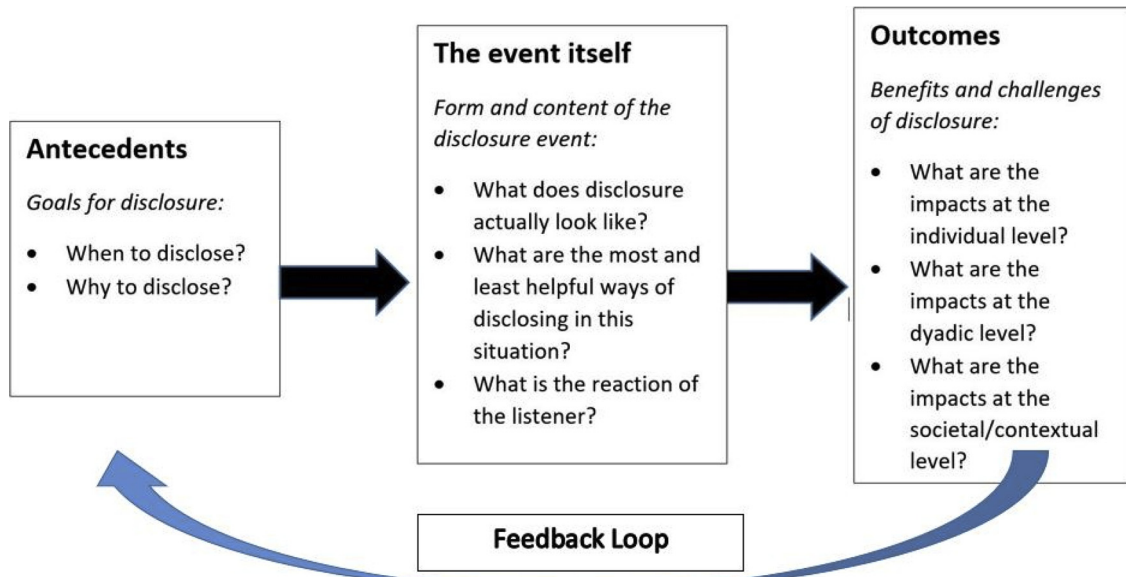 Antecedents
Goals for disclosure:
• When to disclose?
• Why to disclose?
The event itself
Form and content of the
disclosure event:
• What does disclosure
actually look like?
• What are the most and
least helpful ways of
disclosing in this
situation?
• What is the reaction of
the listener?
Outcomes
Benefits and challenges
of disclosure:
• What are the
impacts at the
individual level?
• What are the
impacts at the
dyadic level?
• What are the
impacts at the
societal/contextual
level?
Feedback Loop